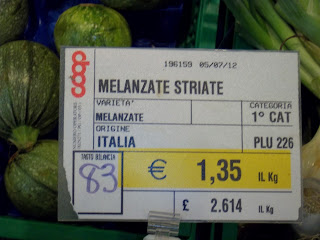 196159 05/07/12
MELANZATE STRIATE
VARIETA' CATEGORIA
MELANZATE 1° CAT
ORIGINE
ITALIA PLU 226
TASTO BILANCIA
83 € 1,35 IL Kg
£ 2.614 IL Kg